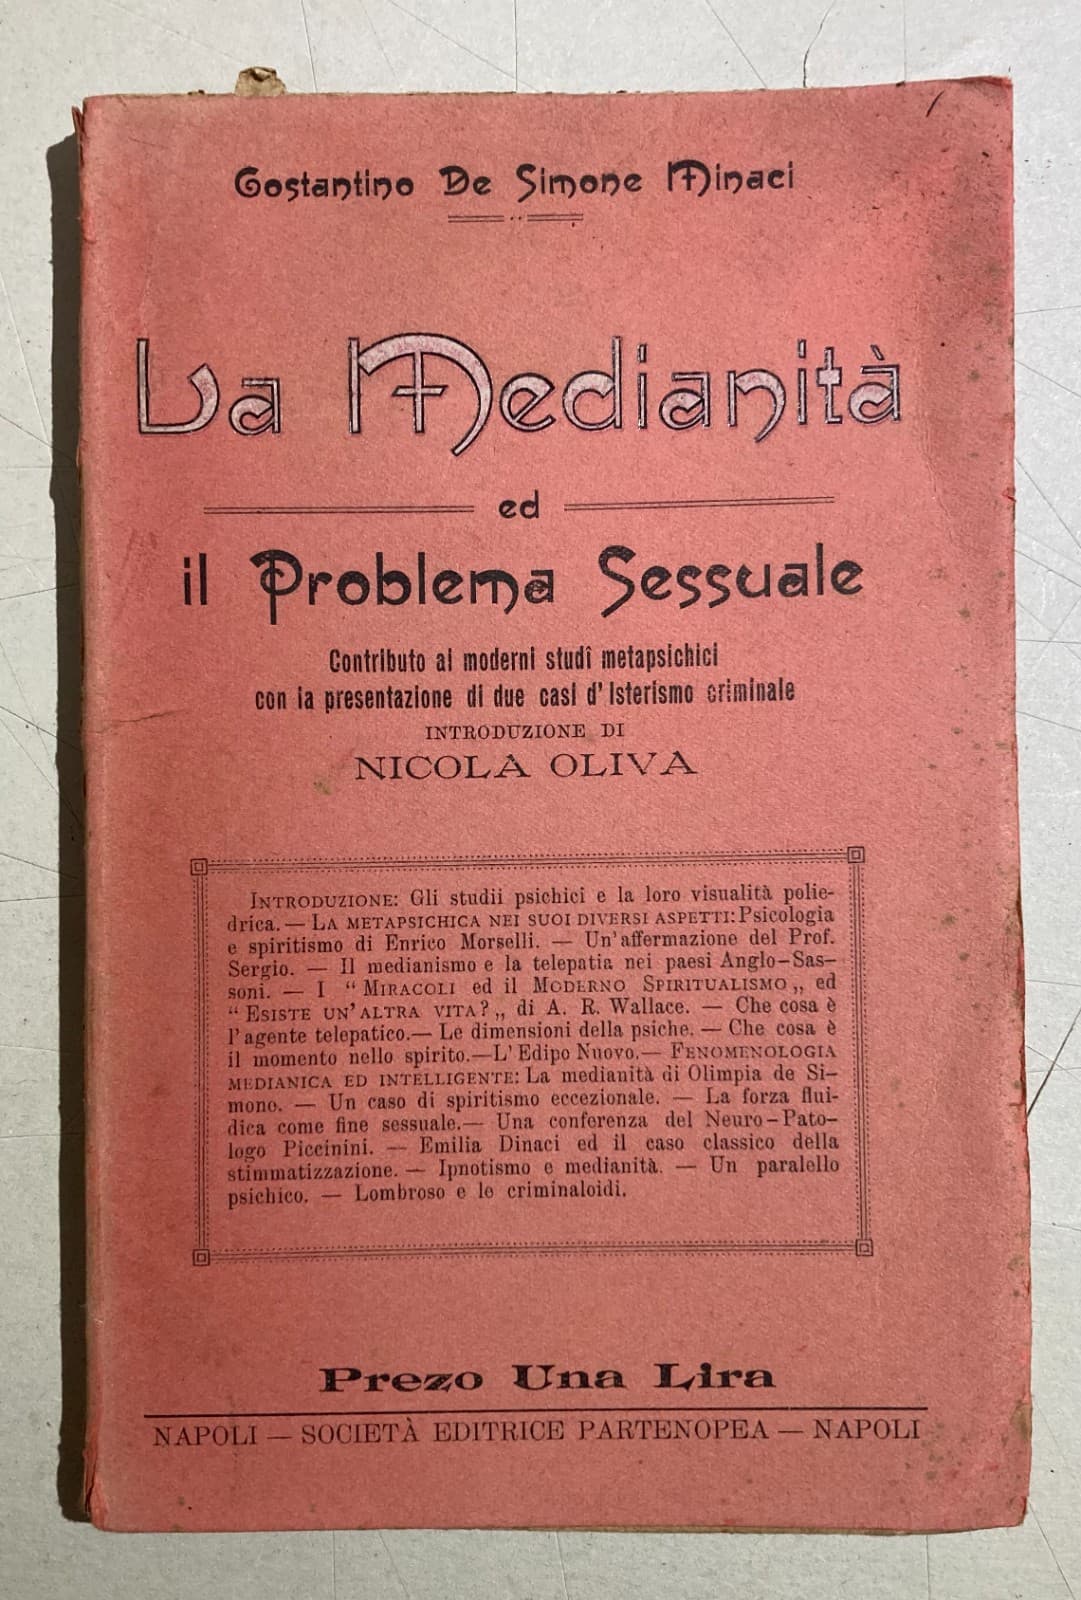 Costantino De Simone Minaci
La Medianità
ed
il Problema Sessuale
Contributo ai moderni studî metapsichici
con la presentazione di due casi d'isterismo criminale
INTRODUZIONE DI
NICOLA OLIVA
INTRODUZIONE: Gli studii psichici e la loro visualità polie-
drica. — LA METAPSICHICA NEI SUOI DIVERSI ASPETTI: Psicologia
e spiritismo di Enrico Morselli. — Un'affermazione del Prof.
Sergio. — Il medianismo e la telepatia nei paesi Anglo-Sas-
soni. — I “ MIRACOLI ed il MODERNO SPIRITUALISMO „ ed
“ ESISTE UN'ALTRA VITA? „ di A. R. Wallace. — Che cosa è
l'agente telepatico.— Le dimensioni della psiche. — Che cosa è
il momento nello spirito.—L'Edipo Nuovo.— FENOMENOLOGIA
MEDIANICA ED INTELLIGENTE: La medianità di Olimpia de Si-
mone. — Un caso di spiritismo eccezionale. — La forza flui-
dica come fine sessuale.— Una conferenza del Neuro-Pato-
logo Piccinini. — Emilia Dinaci ed il caso classico della
stimmatizzazione. — Ipnotismo e medianità. — Un paralello
psichico. — Lombroso e le criminaloidi.
Prezo Una Lira
NAPOLI — SOCIETÀ EDITRICE PARTENOPEA — NAPOLI